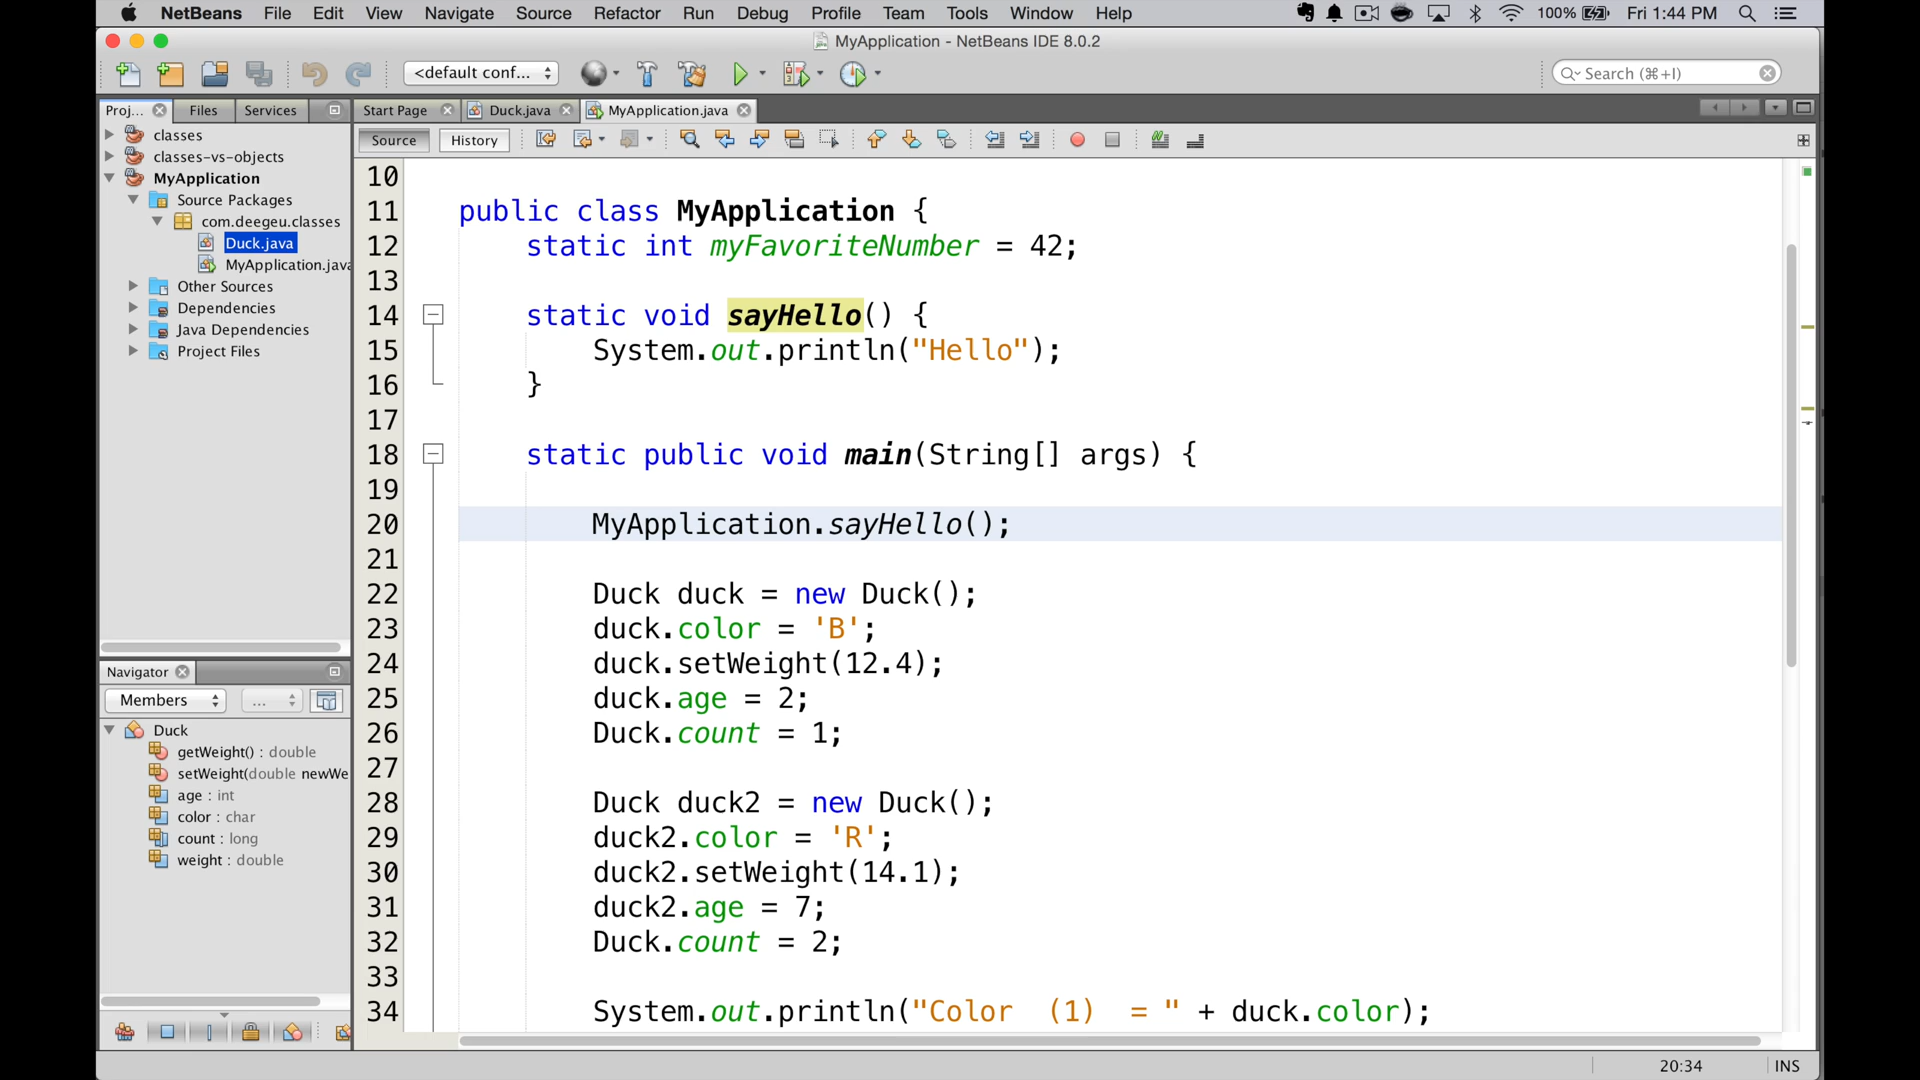 NetBeans File Edit View Navigate Source Refactor Run Debug Profile Team Tools Window Help 100% Fri 1:44 PM
MyApplication - NetBeans IDE 8.0.2
<default conf... Search (⌘+I)
Proj... Files Services Start Page Duck.java MyApplication.java
Source History
classes
classes-vs-objects
MyApplication
Source Packages
com.deegeu.classes
Duck.java
MyApplication.java
Other Sources
Dependencies
Java Dependencies
Project Files
Navigator
Members ...
Duck
getWeight() : double
setWeight(double newWe
age : int
color : char
count : long
weight : double
10
11 public class MyApplication {
12 static int myFavoriteNumber = 42;
13
14 static void sayHello() {
15 System.out.println("Hello");
16 }
17
18 static public void main(String[] args) {
19
20 MyApplication.sayHello();
21
22 Duck duck = new Duck();
23 duck.color = 'B';
24 duck.setWeight(12.4);
25 duck.age = 2;
26 Duck.count = 1;
27
28 Duck duck2 = new Duck();
29 duck2.color = 'R';
30 duck2.setWeight(14.1);
31 duck2.age = 7;
32 Duck.count = 2;
33
34 System.out.println("Color  (1)  = " + duck.color);
20:34 INS